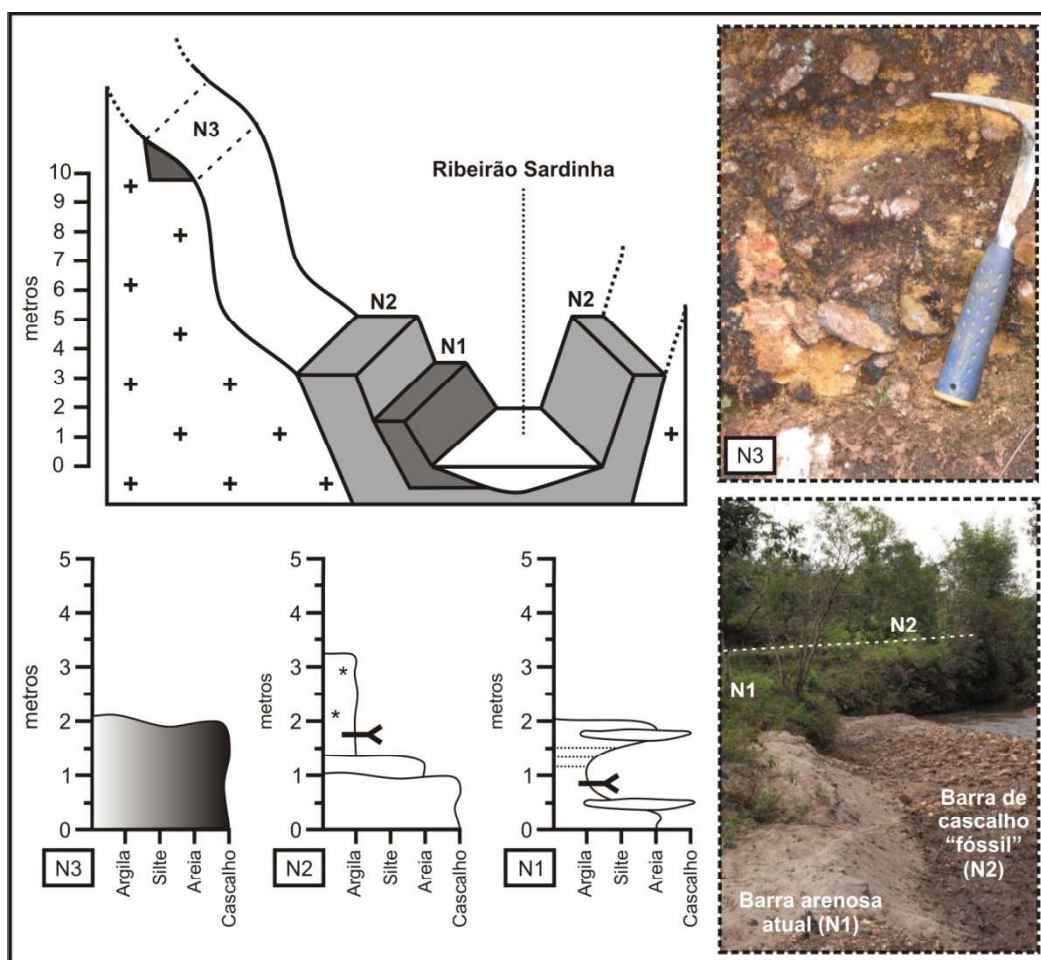 N3
Ribeirão Sardinha
N2
N2
N1
10
9
8
7
6
5
4
3
2
1
0
metros
N3
5
4
3
2
1
0
metros
Argila
Silte
Areia
Cascalho
N3
5
4
3
2
1
0
metros
*
*
Argila
Silte
Areia
Cascalho
N2
5
4
3
2
1
0
metros
Argila
Silte
Areia
Cascalho
N1
N2
N1
Barra de
cascalho
“fóssil”
(N2)
Barra arenosa
atual (N1)